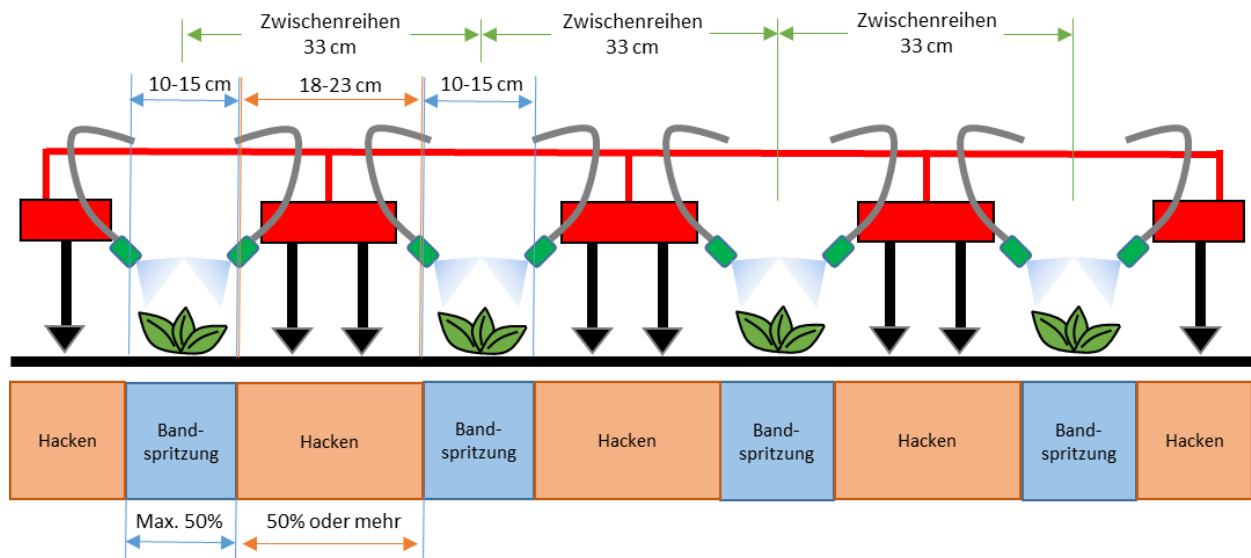 Zwischenreihen
33 cm
Zwischenreihen
33 cm
Zwischenreihen
33 cm
10-15 cm
18-23 cm
10-15 cm
Hacken
Band-
spritzung
Hacken
Band-
spritzung
Hacken
Band-
spritzung
Hacken
Band-
spritzung
Hacken
Max. 50%
50% oder mehr